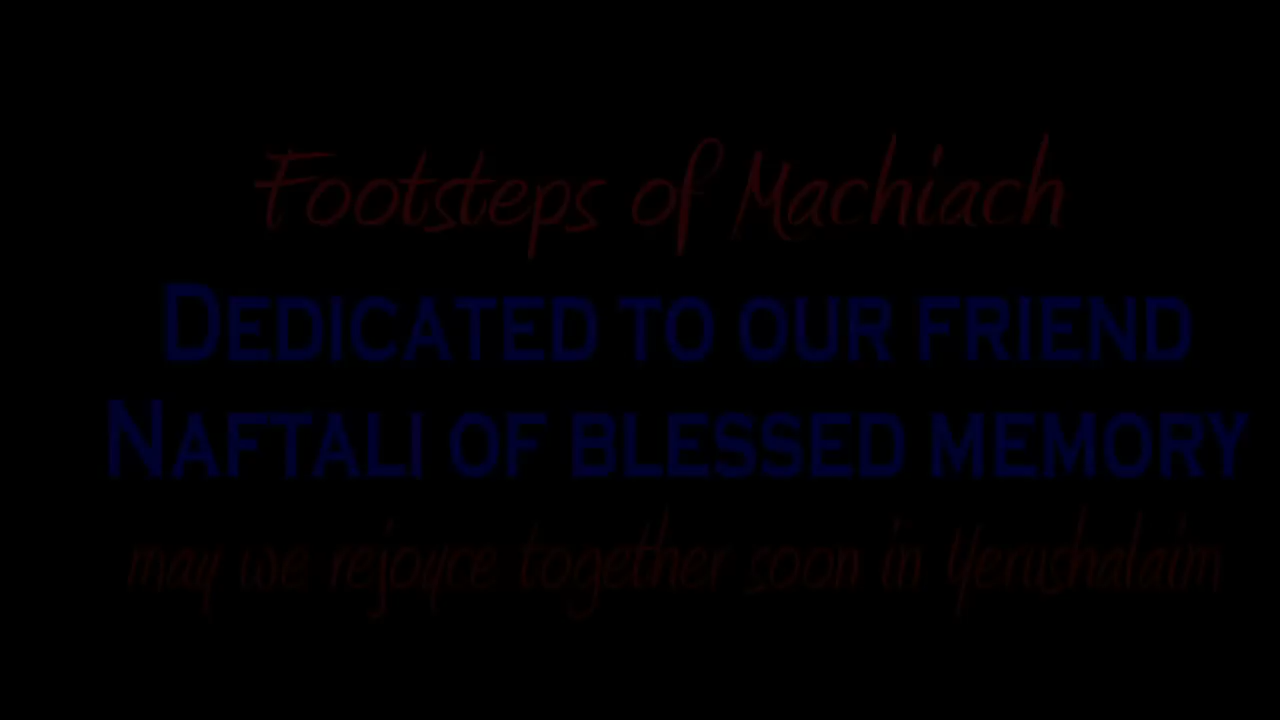 Footsteps of Machiach
DEDICATED TO OUR FRIEND
NAFTALI OF BLESSED MEMORY
may we rejoyce together soon in Yerushalaim